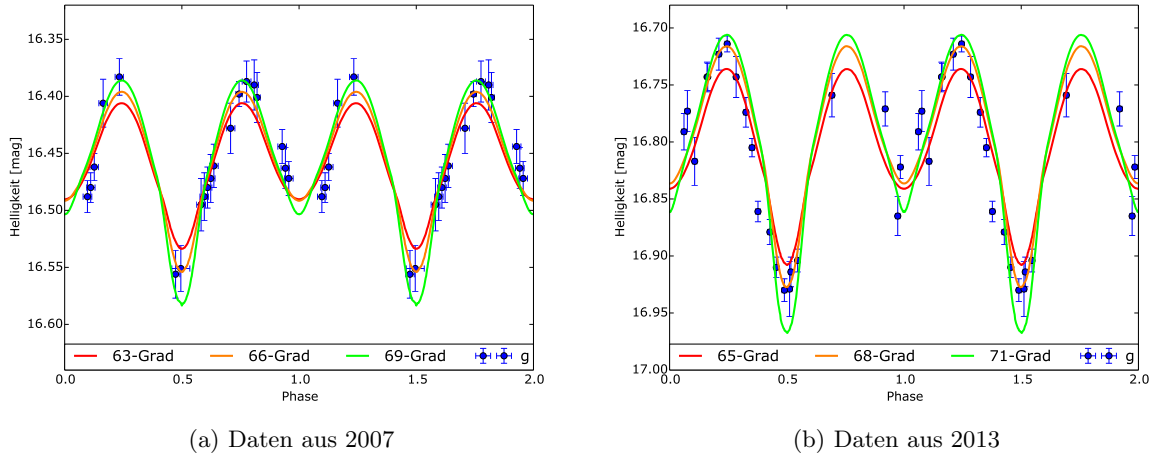 16.35
16.40
16.45
16.50
16.55
16.60
Helligkeit [mag]
63-Grad 66-Grad 69-Grad g
0.0 0.5 1.0 1.5 2.0
Phase
(a) Daten aus 2007
16.70
16.75
16.80
16.85
16.90
16.95
17.00
Helligkeit [mag]
65-Grad 68-Grad 71-Grad g
0.0 0.5 1.0 1.5 2.0
Phase
(b) Daten aus 2013